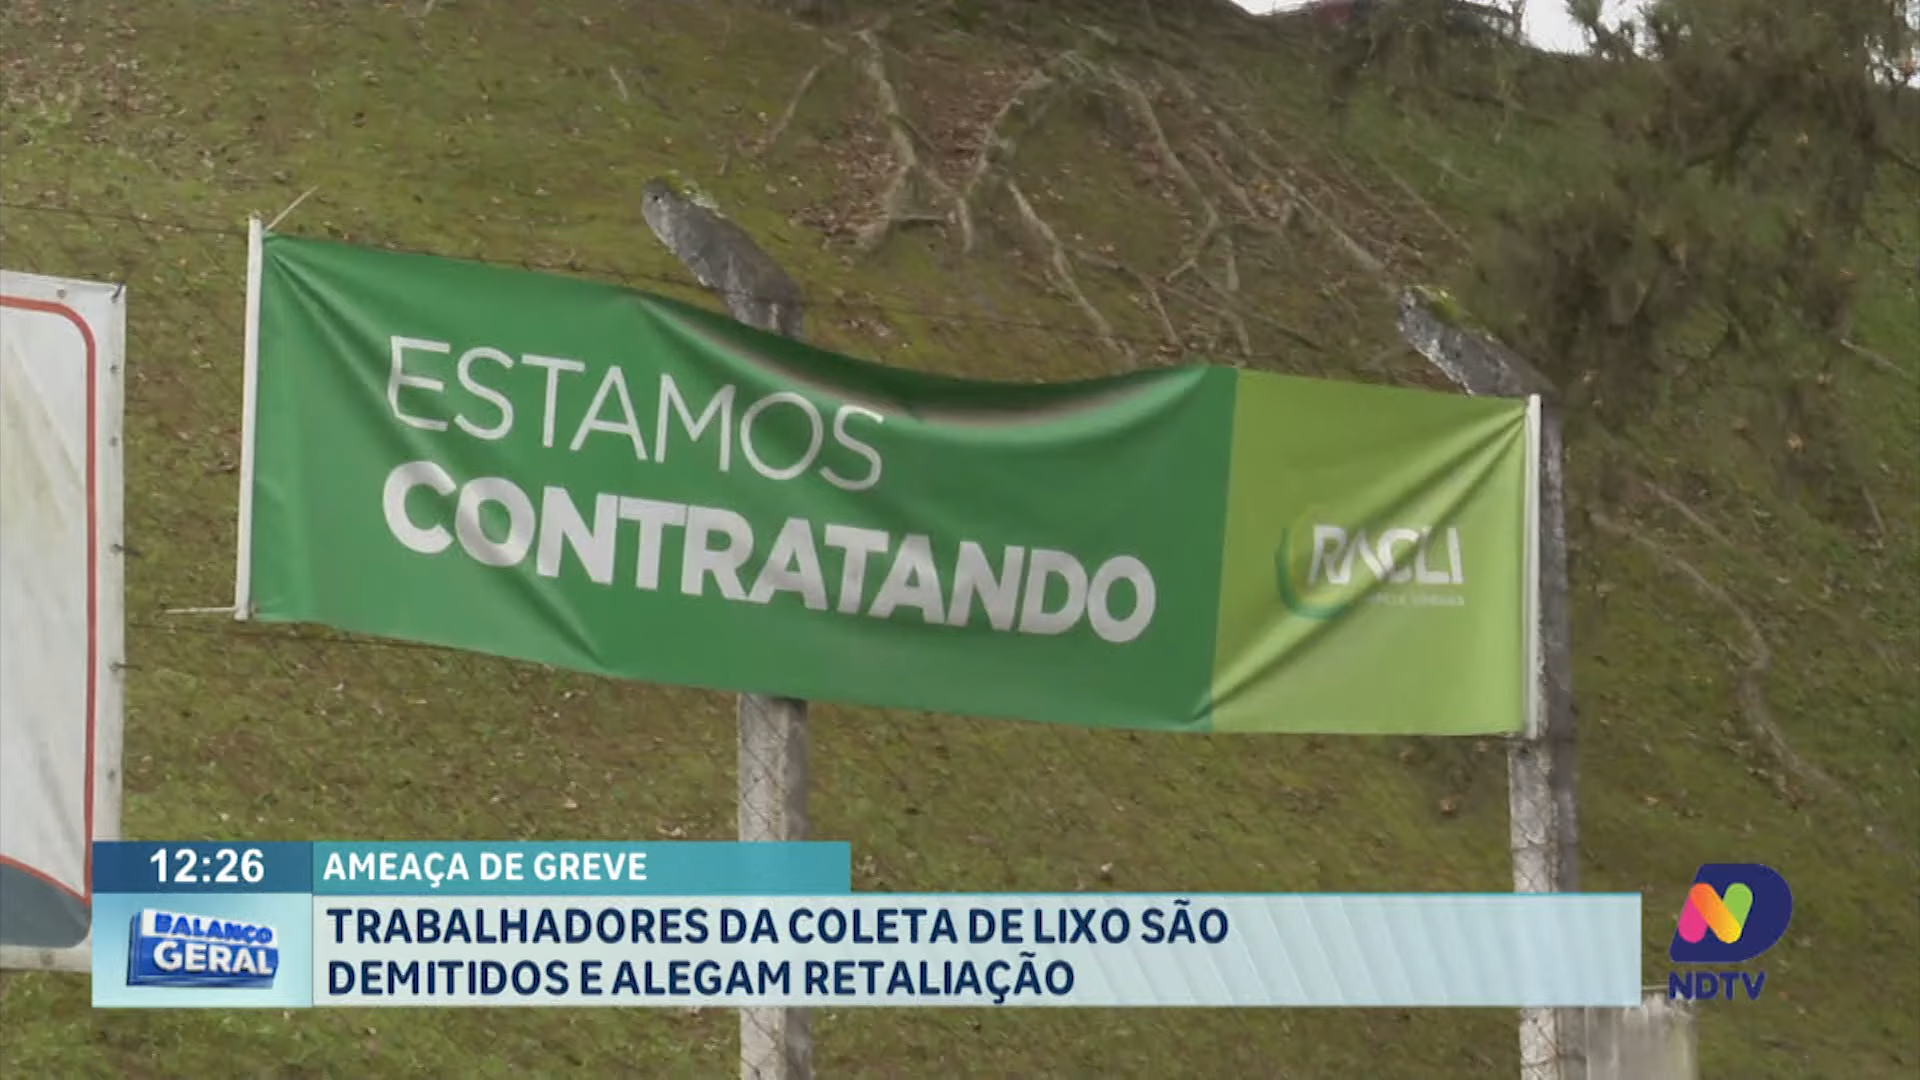 ESTAMOS
CONTRATANDO
RACLI
12:26
AMEAÇA DE GREVE
BALANÇO
GERAL
TRABALHADORES DA COLETA DE LIXO SÃO
DEMITIDOS E ALEGAM RETALIAÇÃO
NDTV